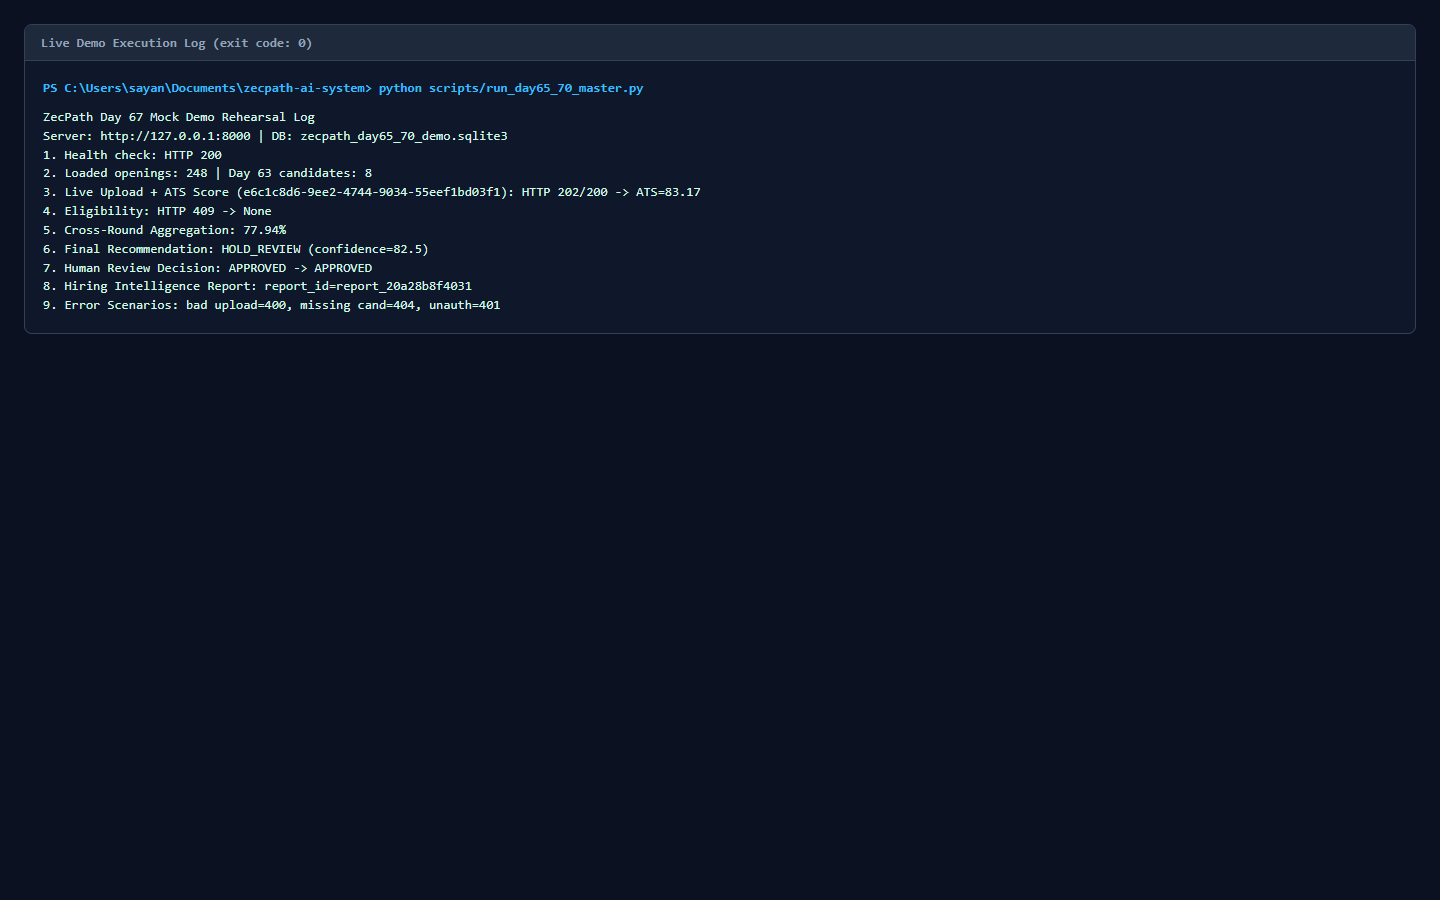 Live Demo Execution Log (exit code: 0)
PS C:\Users\sayan\Documents\zecpath-ai-system> python scripts/run_day65_70_master.py
ZecPath Day 67 Mock Demo Rehearsal Log
Server: http://127.0.0.1:8000 | DB: zecpath_day65_70_demo.sqlite3
1. Health check: HTTP 200
2. Loaded openings: 248 | Day 63 candidates: 8
3. Live Upload + ATS Score (e6c1c8d6-9ee2-4744-9034-55eef1bd03f1): HTTP 202/200 -> ATS=83.17
4. Eligibility: HTTP 409 -> None
5. Cross-Round Aggregation: 77.94%
6. Final Recommendation: HOLD_REVIEW (confidence=82.5)
7. Human Review Decision: APPROVED -> APPROVED
8. Hiring Intelligence Report: report_id=report_20a28b8f4031
9. Error Scenarios: bad upload=400, missing cand=404, unauth=401